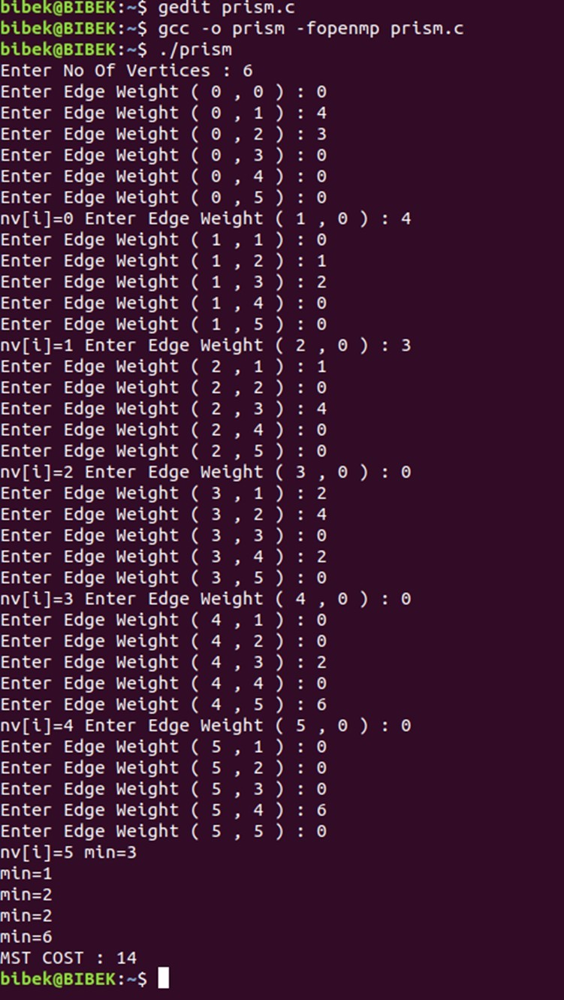 bibek@BIBEK:~$ gedit prism.c
bibek@BIBEK:~$ gcc -o prism -fopenmp prism.c
bibek@BIBEK:~$ ./prism
Enter No Of Vertices : 6
Enter Edge Weight ( 0 , 0 ) : 0
Enter Edge Weight ( 0 , 1 ) : 4
Enter Edge Weight ( 0 , 2 ) : 3
Enter Edge Weight ( 0 , 3 ) : 0
Enter Edge Weight ( 0 , 4 ) : 0
Enter Edge Weight ( 0 , 5 ) : 0
nv[i]=0 Enter Edge Weight ( 1 , 0 ) : 4
Enter Edge Weight ( 1 , 1 ) : 0
Enter Edge Weight ( 1 , 2 ) : 1
Enter Edge Weight ( 1 , 3 ) : 2
Enter Edge Weight ( 1 , 4 ) : 0
Enter Edge Weight ( 1 , 5 ) : 0
nv[i]=1 Enter Edge Weight ( 2 , 0 ) : 3
Enter Edge Weight ( 2 , 1 ) : 1
Enter Edge Weight ( 2 , 2 ) : 0
Enter Edge Weight ( 2 , 3 ) : 4
Enter Edge Weight ( 2 , 4 ) : 0
Enter Edge Weight ( 2 , 5 ) : 0
nv[i]=2 Enter Edge Weight ( 3 , 0 ) : 0
Enter Edge Weight ( 3 , 1 ) : 2
Enter Edge Weight ( 3 , 2 ) : 4
Enter Edge Weight ( 3 , 3 ) : 0
Enter Edge Weight ( 3 , 4 ) : 2
Enter Edge Weight ( 3 , 5 ) : 0
nv[i]=3 Enter Edge Weight ( 4 , 0 ) : 0
Enter Edge Weight ( 4 , 1 ) : 0
Enter Edge Weight ( 4 , 2 ) : 0
Enter Edge Weight ( 4 , 3 ) : 2
Enter Edge Weight ( 4 , 4 ) : 0
Enter Edge Weight ( 4 , 5 ) : 6
nv[i]=4 Enter Edge Weight ( 5 , 0 ) : 0
Enter Edge Weight ( 5 , 1 ) : 0
Enter Edge Weight ( 5 , 2 ) : 0
Enter Edge Weight ( 5 , 3 ) : 0
Enter Edge Weight ( 5 , 4 ) : 6
Enter Edge Weight ( 5 , 5 ) : 0
nv[i]=5 min=3
min=1
min=2
min=2
min=6
MST COST : 14
bibek@BIBEK:~$